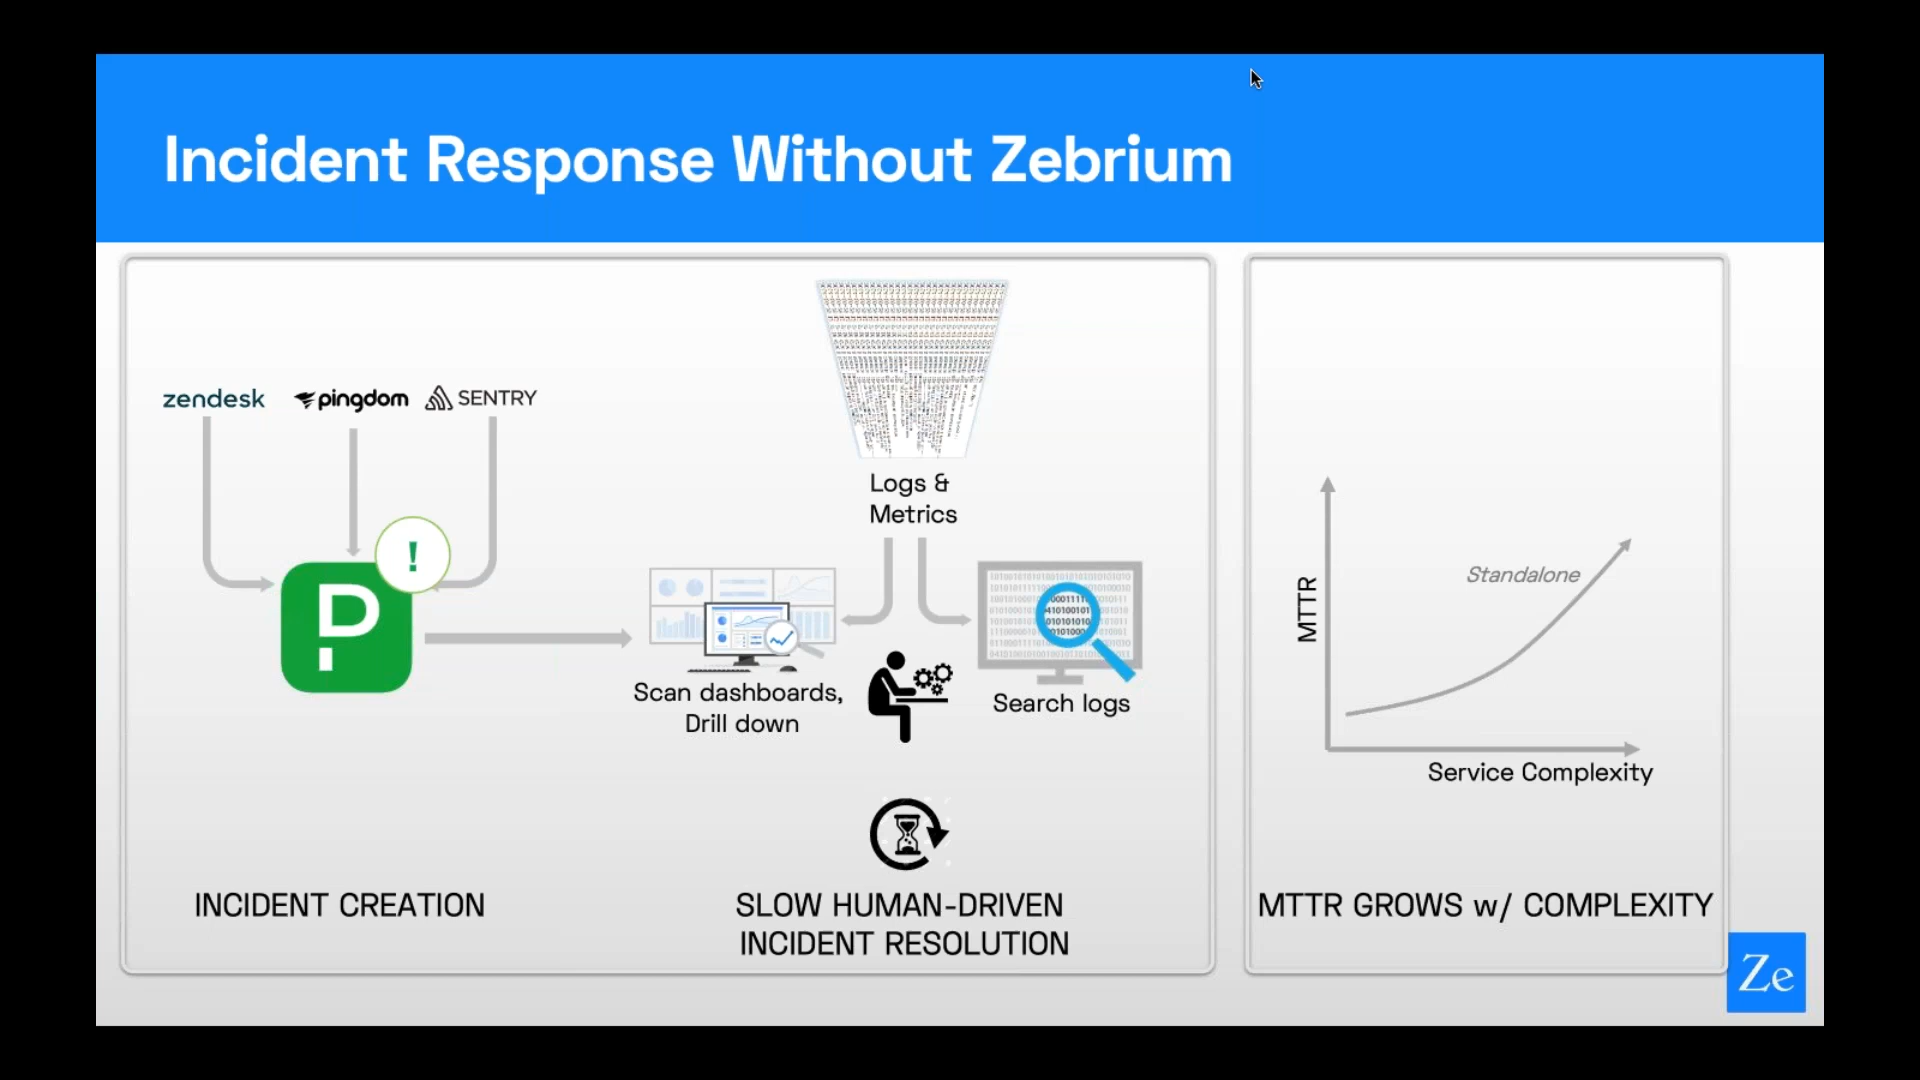 Incident Response Without Zebrium
zendesk
pingdom
SENTRY
!
P
Logs &
Metrics
Scan dashboards,
Drill down
Search logs
INCIDENT CREATION
SLOW HUMAN-DRIVEN
INCIDENT RESOLUTION
MTTR
Standalone
Service Complexity
MTTR GROWS w/ COMPLEXITY
Ze